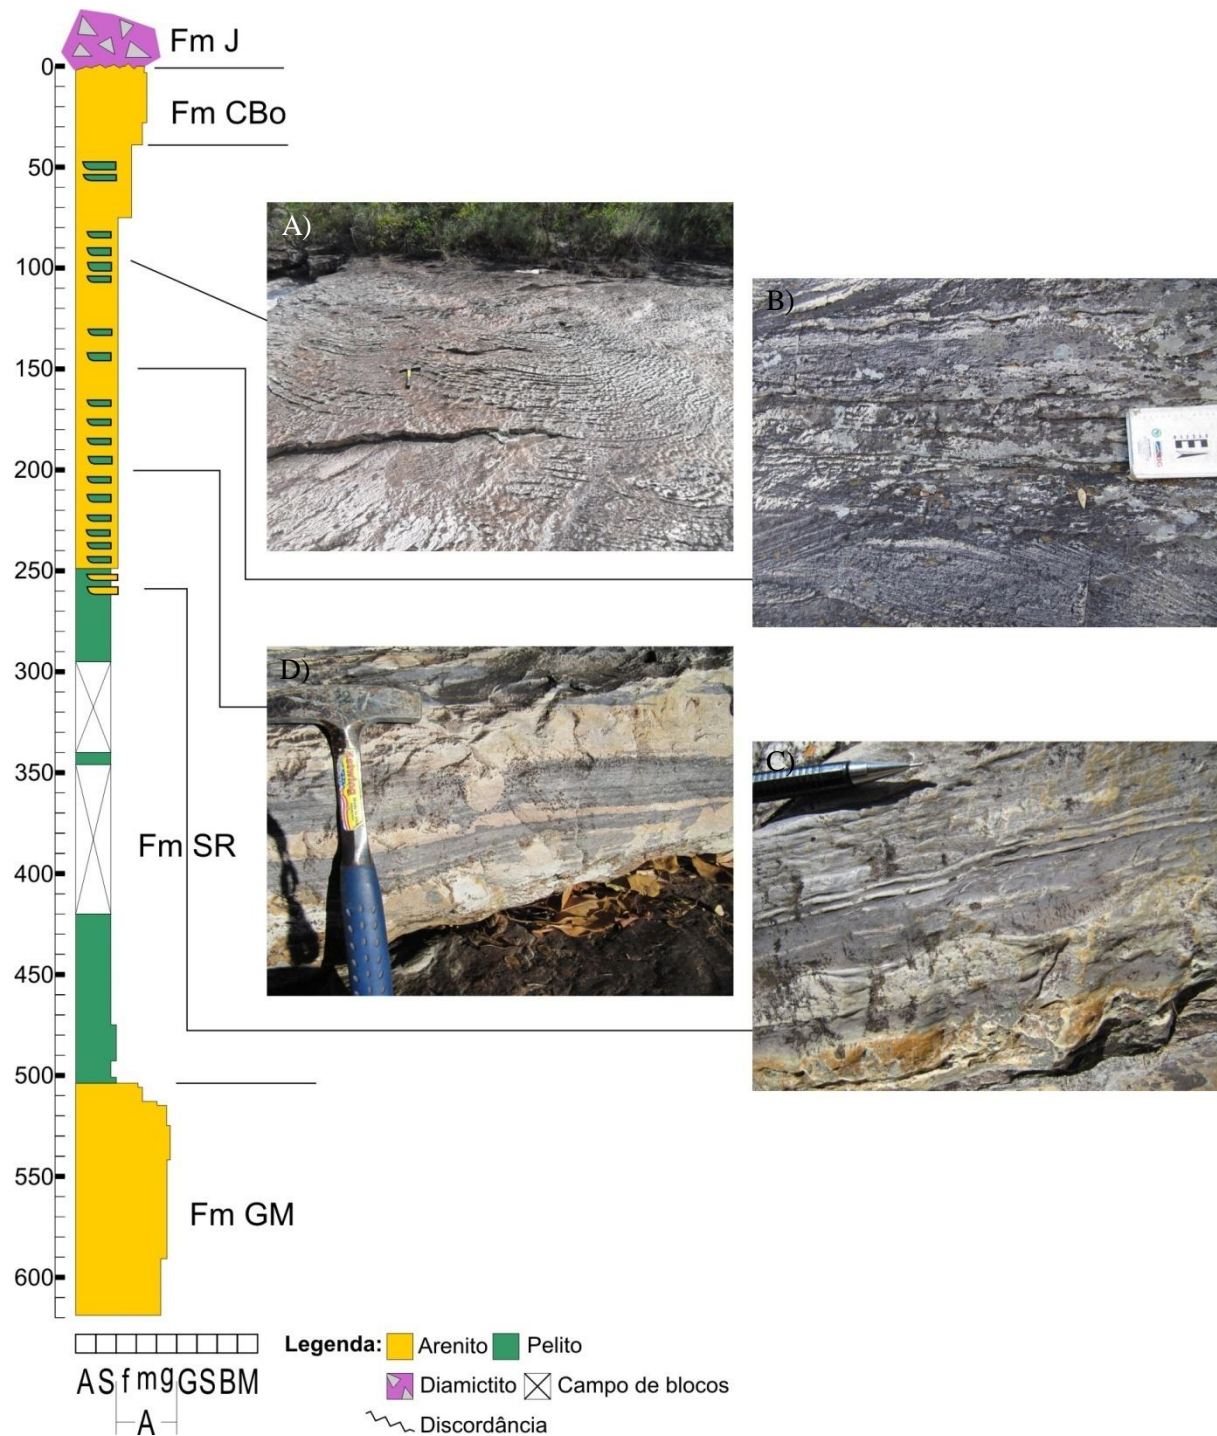 Fm J
0
Fm CBo
50
A)
100
B)
150
200
250
300
D)
350
C)
Fm SR
400
450
500
550
Fm GM
600
Legenda: Arenito Pelito
A S f m g G S B M
Diamictito Campo de blocos
A
Discordância